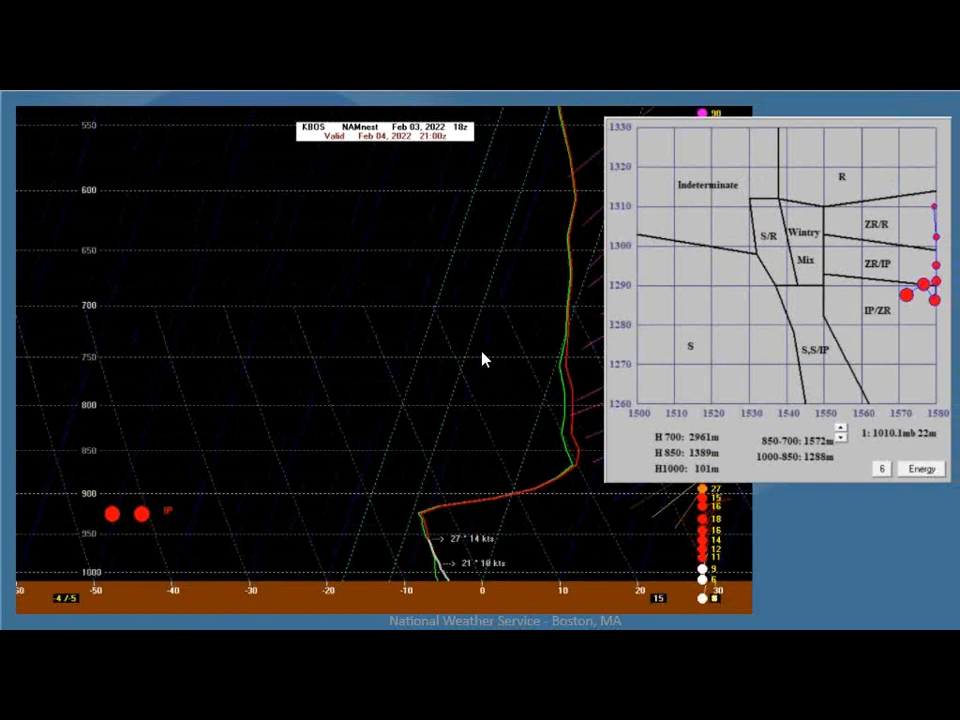 KBOS NAMnest Feb 03, 2022 18z
Valid Feb 04, 2022 21:00z
550
600
650
700
750
800
850
900
950
1000
IP
27 ° 14 kts
-50
-40
-30
-20
-10
0
10
30
-4 /-5
15
90
27
15
16
18
16
14
12
11
9
6
1330
1320
1310
1300
1290
1280
1270
1260
1500
1510
1520
1530
1540
1550
1560
1570
1580
Indeterminate
R
S/R
Wintry
Mix
ZR/R
ZR/IP
IP/ZR
S
S,S/IP
H 700: 2961m
H 850: 1389m
H1000: 101m
850-700: 1572m
1000-850: 1288m
1: 1010.1mb 22m
6
Energy
National Weather Service - Boston, MA